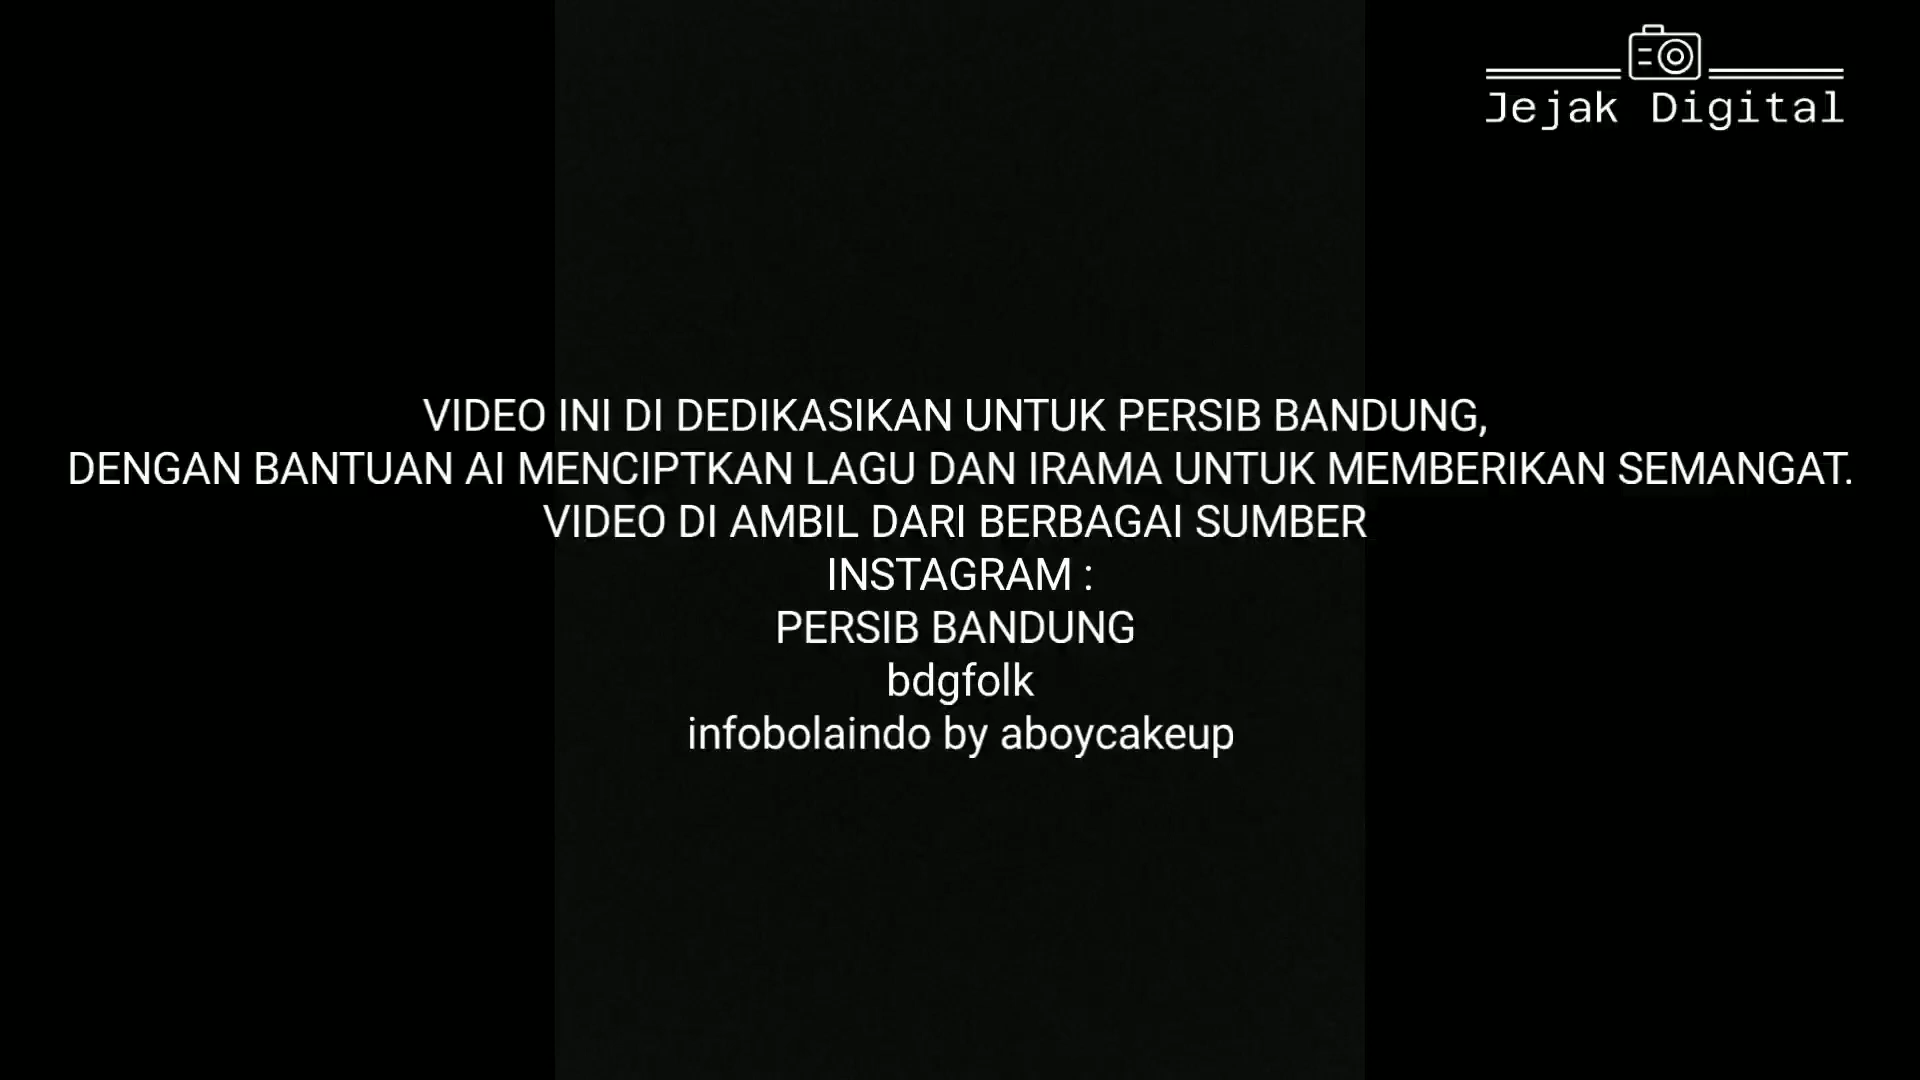 Jejak Digital
VIDEO INI DI DEDIKASIKAN UNTUK PERSIB BANDUNG,
DENGAN BANTUAN AI MENCIPTKAN LAGU DAN IRAMA UNTUK MEMBERIKAN SEMANGAT.
VIDEO DI AMBIL DARI BERBAGAI SUMBER
INSTAGRAM :
PERSIB BANDUNG
bdgfolk
infobolaindo by aboycakeup